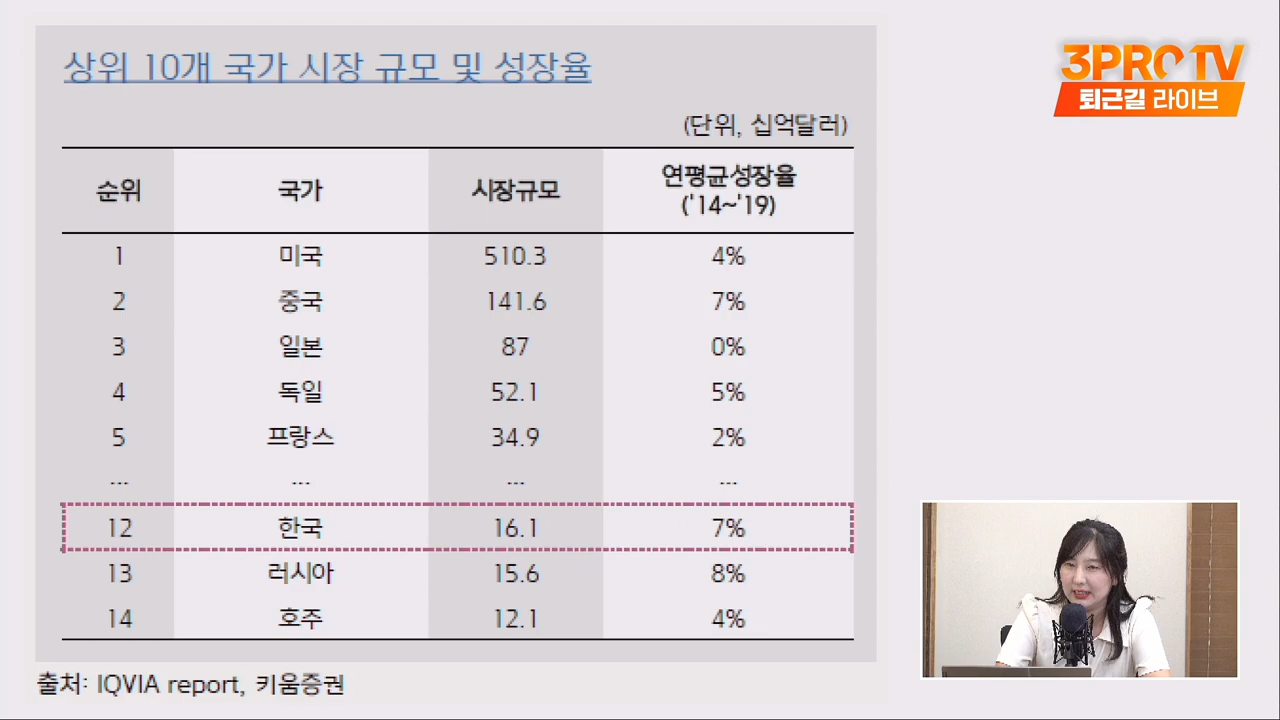 상위 10개 국가 시장 규모 및 성장율
(단위, 십억달러)
순위 국가 시장규모 연평균성장율
('14~'19)
1 미국 510.3 4%
2 중국 141.6 7%
3 일본 87 0%
4 독일 52.1 5%
5 프랑스 34.9 2%
... ... ... ...
12 한국 16.1 7%
13 러시아 15.6 8%
14 호주 12.1 4%
출처: IQVIA report, 키움증권
3PROTV
퇴근길 라이브